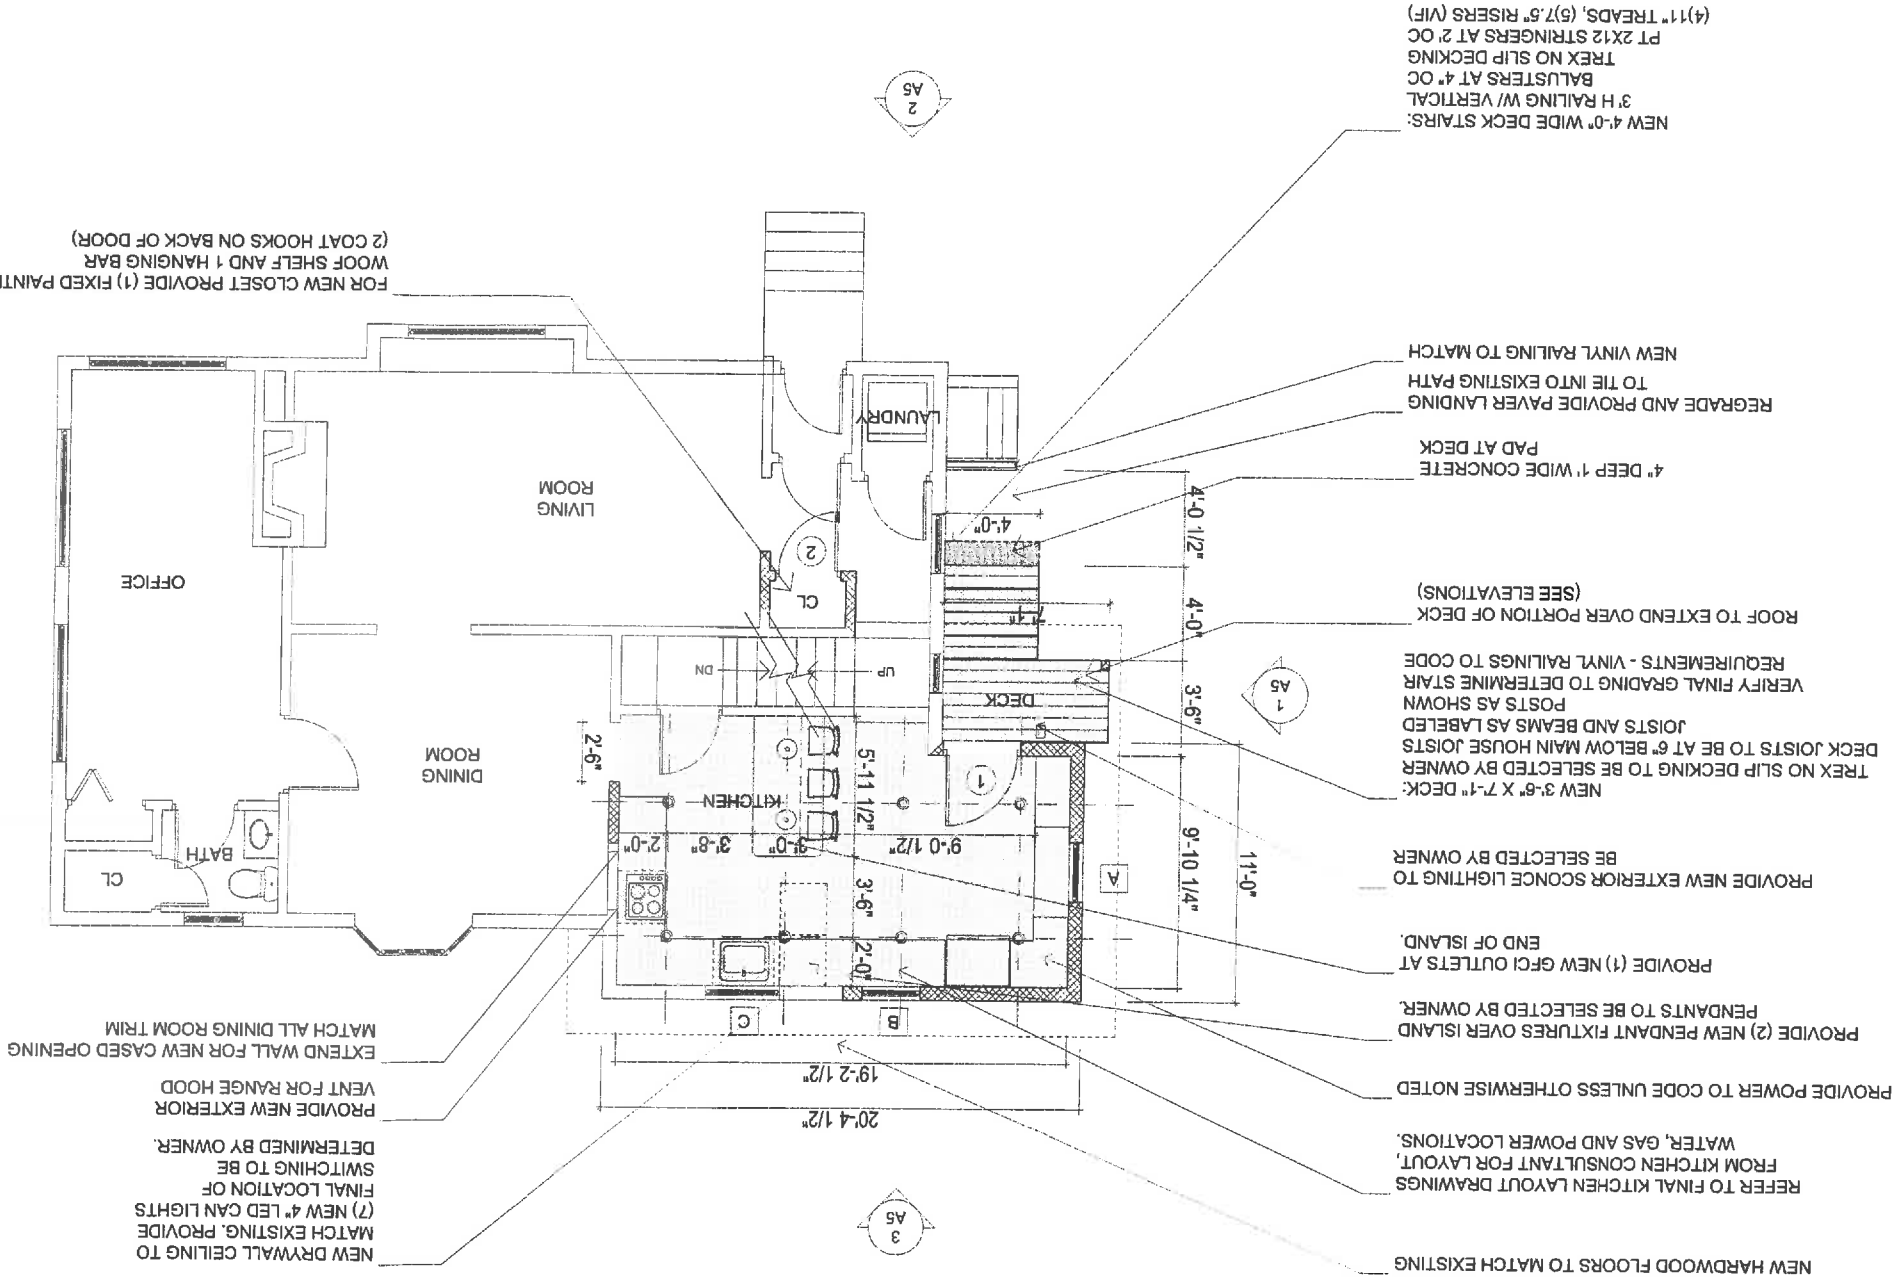 NEW HARDWOOD FLOORS TO MATCH EXISTING
REFER TO FINAL KITCHEN LAYOUT DRAWINGS
FROM KITCHEN CONSULTANT FOR LAYOUT,
WATER, GAS AND POWER LOCATIONS.
PROVIDE POWER TO CODE UNLESS OTHERWISE NOTED
PROVIDE (2) NEW PENDANT FIXTURES OVER ISLAND
PENDANTS TO BE SELECTED BY OWNER.
PROVIDE (1) NEW GFCI OUTLETS AT
END OF ISLAND.
PROVIDE NEW EXTERIOR SCONCE LIGHTING TO
BE SELECTED BY OWNER
NEW 3'-6" X 7'-1" DECK:
TREX NO SLIP DECKING TO BE SELECTED BY OWNER
DECK JOISTS TO BE AT 6" BELOW MAIN HOUSE JOISTS
JOISTS AND BEAMS AS LABELED
POSTS AS SHOWN
VERIFY FINAL GRADING TO DETERMINE STAIR
REQUIREMENTS - VINYL RAILINGS TO CODE
ROOF TO EXTEND OVER PORTION OF DECK
(SEE ELEVATIONS)
4" DEEP 1' WIDE CONCRETE
PAD AT DECK
REGRADE AND PROVIDE PAVER LANDING
TO TIE INTO EXISTING PATH
NEW VINYL RAILING TO MATCH
NEW 4'-0" WIDE DECK STAIRS:
3' H RAILING W/ VERTICAL
BALUSTERS AT 4" OC
TREX NO SLIP DECKING
PT 2X12 STRINGERS AT 2' OC
(4)11" TREADS, (5)7.5" RISERS (VIF)
3
A5
20'-4 1/2"
19'-2 1/2"
B
C
A
11'-0"
9'-10 1/4"
2'-0"
3'-6"
9'-0 1/2"
3'-0"
3'-8"
2'-0"
KITCHEN
5'-11 1/2"
1
2'-6"
DINING
ROOM
BATH
CL
1
A5
3'-6"
DECK
UP
DN
4'-0"
7'-1"
CL
2
OFFICE
4'-0 1/2"
4'-0"
LIVING
ROOM
LAUNDRY
2
A5
NEW DRYWALL CEILING TO
MATCH EXISTING. PROVIDE
(7) NEW 4" LED CAN LIGHTS
FINAL LOCATION OF
SWITCHING TO BE
DETERMINED BY OWNER.
PROVIDE NEW EXTERIOR
VENT FOR RANGE HOOD
EXTEND WALL FOR NEW CASED OPENING
MATCH ALL DINING ROOM TRIM
FOR NEW CLOSET PROVIDE (1) FIXED PAINT
WOOF SHELF AND 1 HANGING BAR
(2 COAT HOOKS ON BACK OF DOOR)